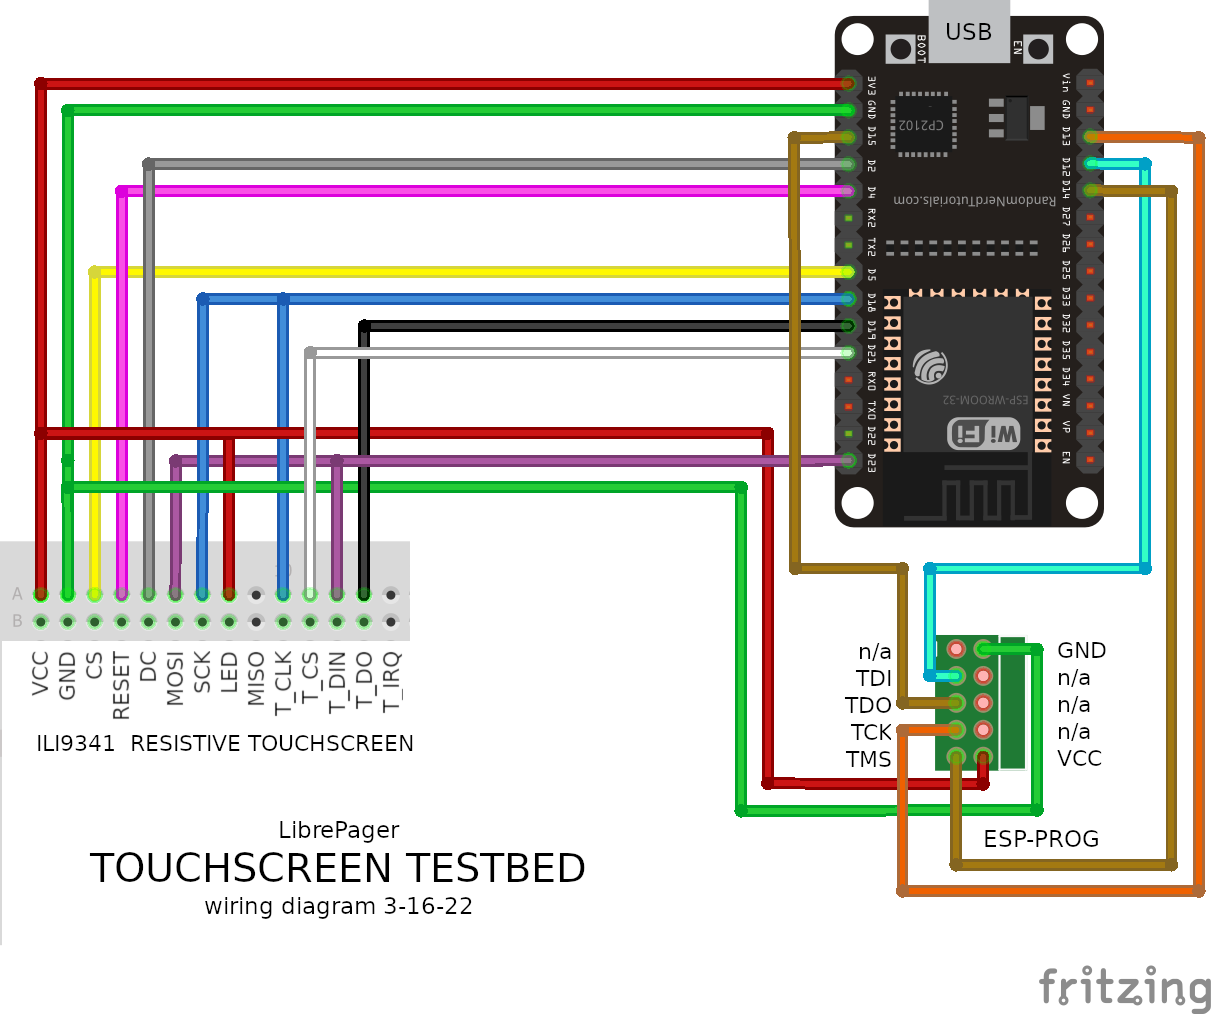 USB
BOOT
EN
3V3
GND
D15
D2
D4
RX2
TX2
D5
D18
D19
D21
RX0
TX0
D22
D23
Vin
GND
D13
D12
D14
D27
D26
D25
D33
D32
D35
D34
VN
VP
EN
CP2102
RandomNerdTutorials.com
ESP-WROOM-32
Wi Fi
A
B
10
VCC
GND
CS
RESET
DC
MOSI
SCK
LED
MISO
T_CLK
T_CS
T_DIN
T_DO
T_IRQ
ILI9341 RESISTIVE TOUCHSCREEN
n/a
TDI
TDO
TCK
TMS
GND
n/a
n/a
n/a
VCC
ESP-PROG
LibrePager
TOUCHSCREEN TESTBED
wiring diagram 3-16-22
fritzing